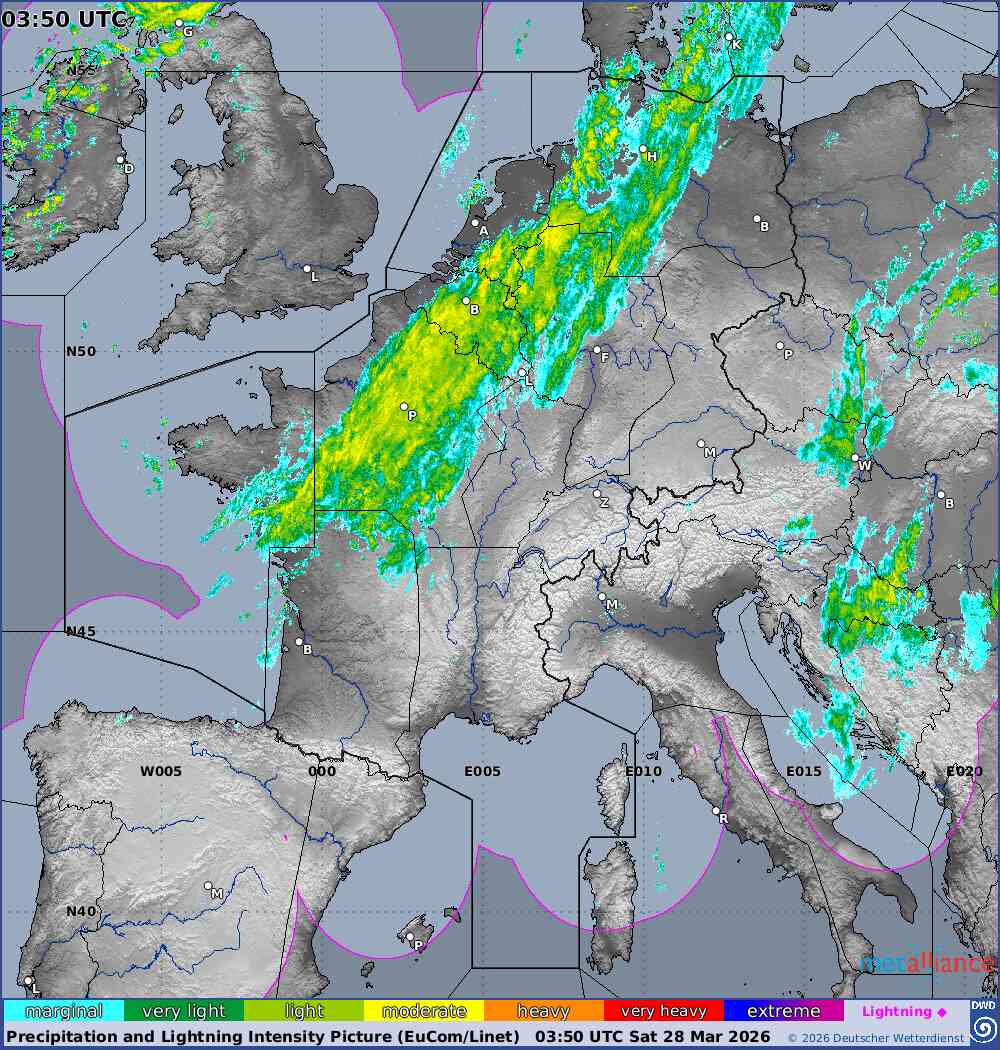 03:50 UTC
G
K
N55
D
H
A
B
L
B
N50
F
P
L
P
M
W
Z
B
M
N45
B
W005
000
E005
E010
E015
E020
R
M
N40
P
L
metalliance
marginal very light light moderate heavy very heavy extreme Lightning ◆
DWD
Precipitation and Lightning Intensity Picture (EuCom/Linet) 03:50 UTC Sat 28 Mar 2026 © 2026 Deutscher Wetterdienst